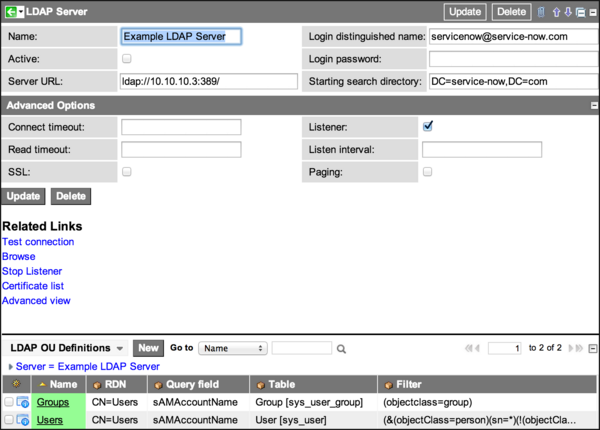 LDAP Server Update Delete
Name: Example LDAP Server Login distinguished name: servicenow@service-now.com
Active: Login password:
Server URL: ldap://10.10.10.3:389/ Starting search directory: DC=service-now,DC=com
Advanced Options
Connect timeout: Listener:
Read timeout: Listen interval:
SSL: Paging:
Update Delete
Related Links
Test connection
Browse
Stop Listener
Certificate list
Advanced view
LDAP OU Definitions New Go to Name 1 to 2 of 2
Server = Example LDAP Server
Name RDN Query field Table Filter
Groups CN=Users sAMAccountName Group [sys_user_group] (objectclass=group)
Users CN=Users sAMAccountName User [sys_user] (&(objectClass=person)(sn=*)(!(objectCla...